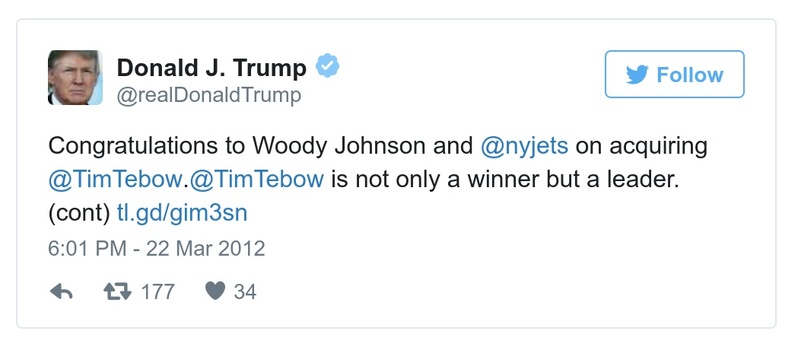 Donald J. Trump
@realDonaldTrump
Follow
Congratulations to Woody Johnson and @nyjets on acquiring
@TimTebow.@TimTebow is not only a winner but a leader.
(cont) tl.gd/gim3sn
6:01 PM - 22 Mar 2012
177 34